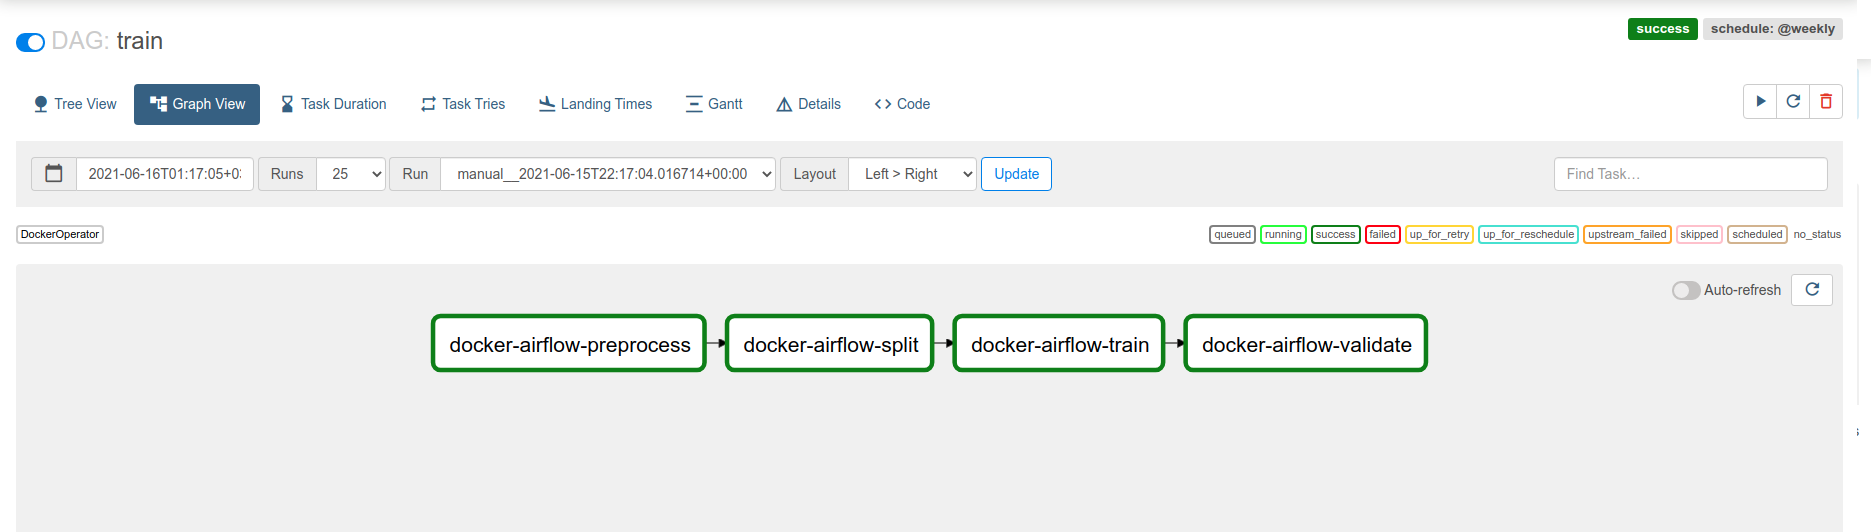 DAG: train
success
schedule: @weekly
Tree View
Graph View
Task Duration
Task Tries
Landing Times
Gantt
Details
Code
2021-06-16T01:17:05+0
Runs
25
Run
manual__2021-06-15T22:17:04.016714+00:00
Layout
Left > Right
Update
Find Task…
DockerOperator
queued
running
success
failed
up_for_retry
up_for_reschedule
upstream_failed
skipped
scheduled
no_status
Auto-refresh
docker-airflow-preprocess
docker-airflow-split
docker-airflow-train
docker-airflow-validate